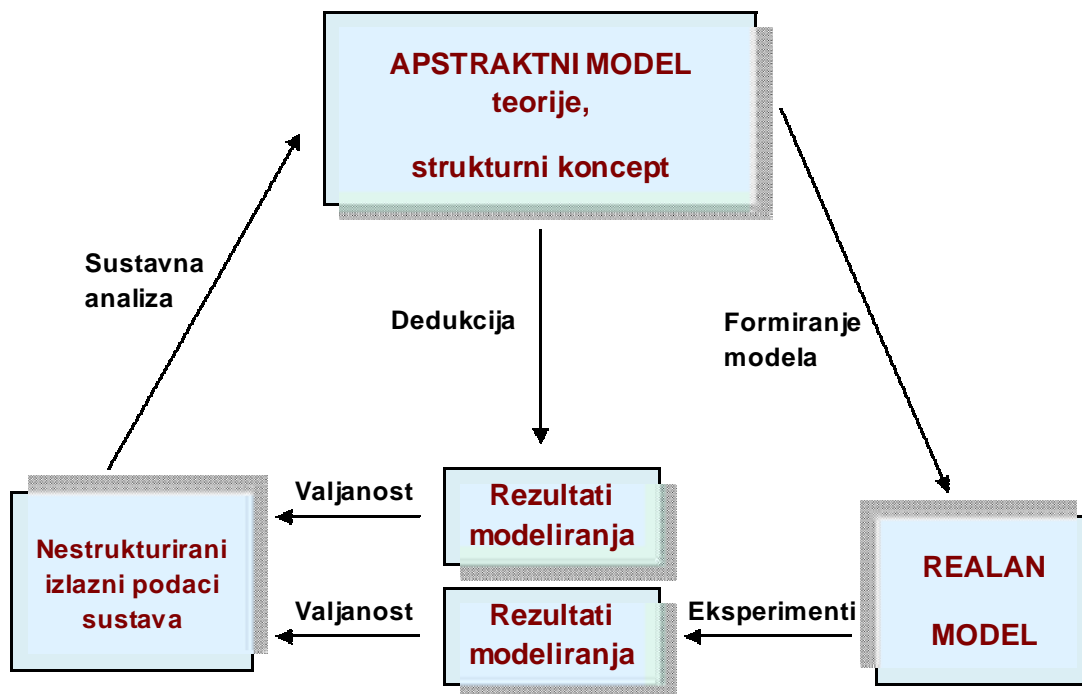 APSTRAKTNI MODEL
teorije,
strukturni koncept
Sustavna
analiza
Dedukcija
Formiranje
modela
Valjanost
Rezultati
modeliranja
Nestrukturirani
izlazni podaci
sustava
REALAN
MODEL
Valjanost
Rezultati
modeliranja
Eksperimenti